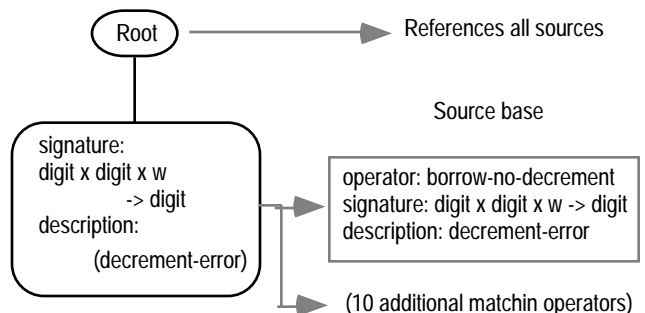 Root
References all sources
Source base
signature:
digit x digit x w
-> digit
description:
(decrement-error)
operator: borrow-no-decrement
signature: digit x digit x w -> digit
description: decrement-error
(10 additional matchin operators)